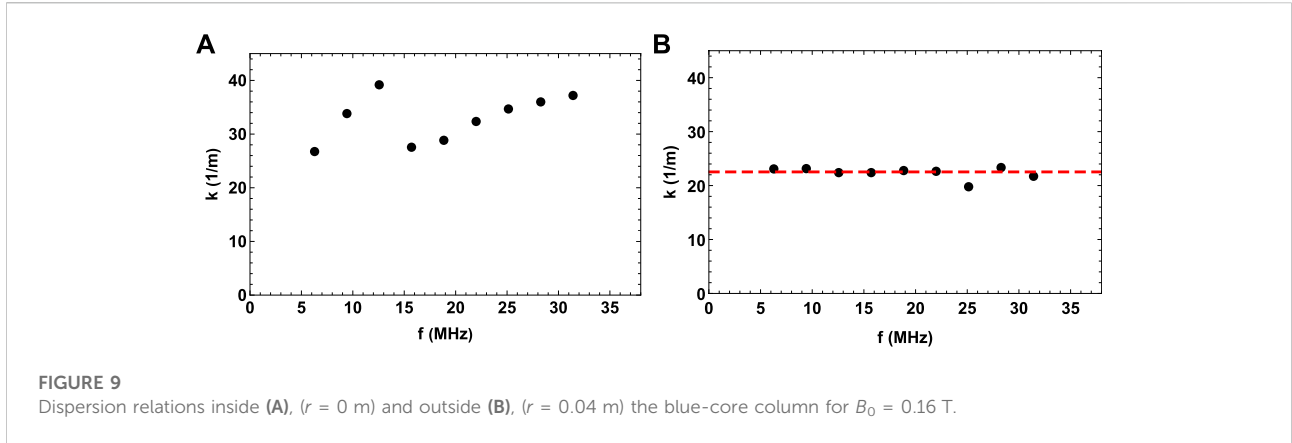 A
B
k (1/m)
40
30
20
10
0
0 5 10 15 20 25 30 35
f (MHz)
k (1/m)
40
30
20
10
0
0 5 10 15 20 25 30 35
f (MHz)
FIGURE 9
Dispersion relations inside (A), (r = 0 m) and outside (B), (r = 0.04 m) the blue-core column for B₀ = 0.16 T.